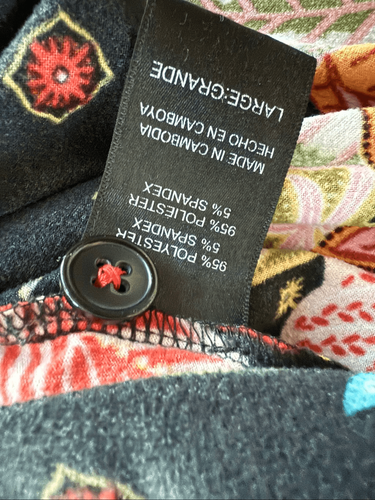 LARGE:GRANDE
MADE IN CAMBODIA
HECHO EN CAMBOYA
95% POLYESTER
5% SPANDEX
95% POLIESTER
5% SPANDEX